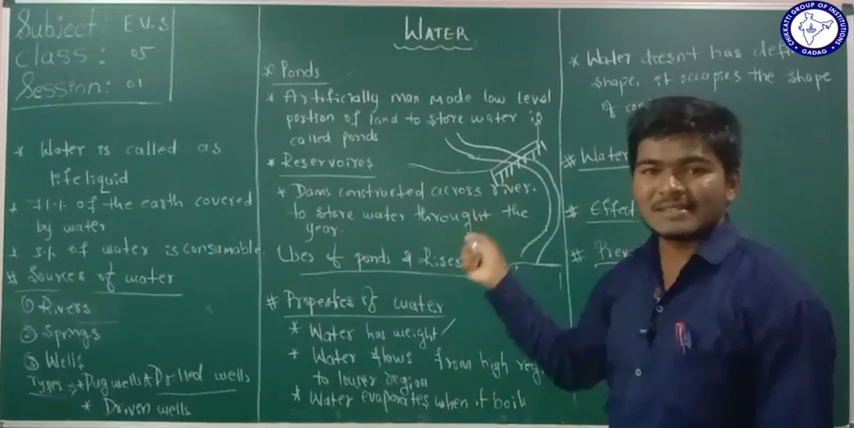 Subject: E V.S
Class: 05
Session: 01
* Water is called as
lifeliquid
* 71% of the earth covered
by water
* 3% of water is consumable
# Sources of water
① Rivers
② Springs
③ Wells
Types * Dug wells * Drilled wells
* Driven wells
WATER
* Ponds
* Artificially man made low level
portion of land to store water is
called ponds
* Reservoires
* Dams constructed across river.
to store water throught the
year.
Uses of ponds &
# Properties of water
* Water has weight
* Water flows from high reg
to lower region
* Water evaporates when it boils
* Water doesn't has defi
shape, it occupies the shape
of
# Water
# Effect
#
CHIKKATTI GROUP OF INSTITUTIONS
GADAG